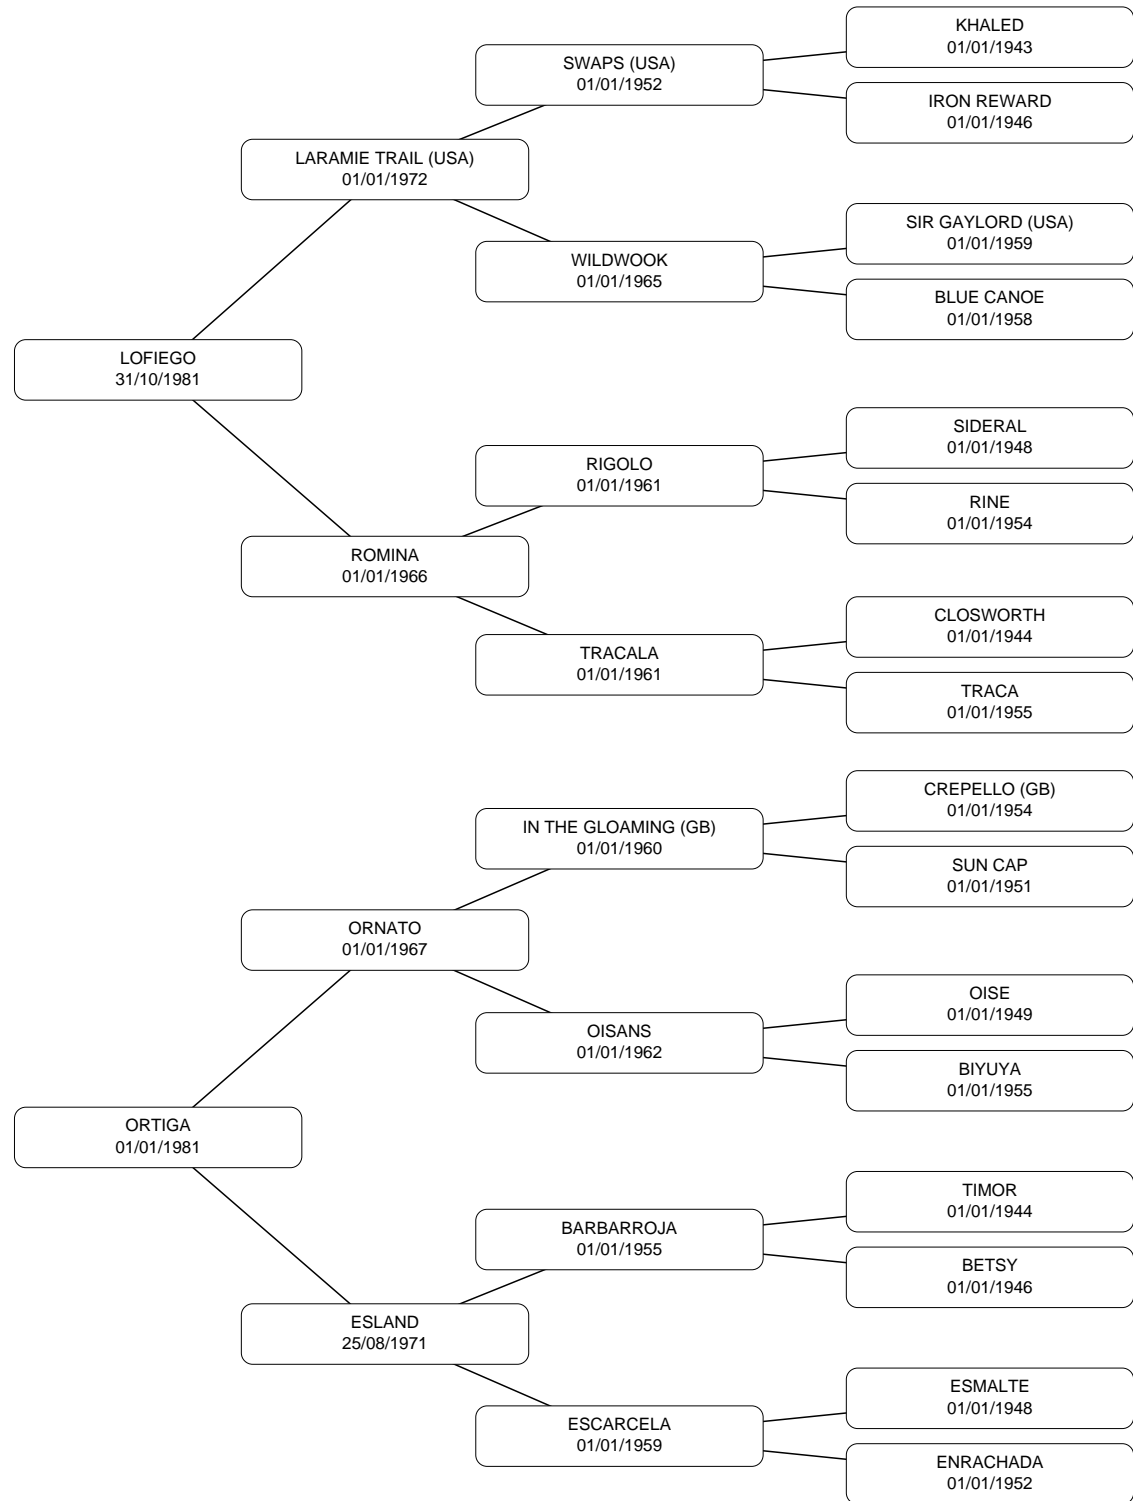 KHALED
01/01/1943
SWAPS (USA)
01/01/1952
IRON REWARD
01/01/1946
LARAMIE TRAIL (USA)
01/01/1972
SIR GAYLORD (USA)
01/01/1959
WILDWOOK
01/01/1965
BLUE CANOE
01/01/1958
LOFIEGO
31/10/1981
SIDERAL
01/01/1948
RIGOLO
01/01/1961
RINE
01/01/1954
ROMINA
01/01/1966
CLOSWORTH
01/01/1944
TRACALA
01/01/1961
TRACA
01/01/1955
CREPELLO (GB)
01/01/1954
IN THE GLOAMING (GB)
01/01/1960
SUN CAP
01/01/1951
ORNATO
01/01/1967
OISE
01/01/1949
OISANS
01/01/1962
BIYUYA
01/01/1955
ORTIGA
01/01/1981
TIMOR
01/01/1944
BARBARROJA
01/01/1955
BETSY
01/01/1946
ESLAND
25/08/1971
ESMALTE
01/01/1948
ESCARCELA
01/01/1959
ENRACHADA
01/01/1952